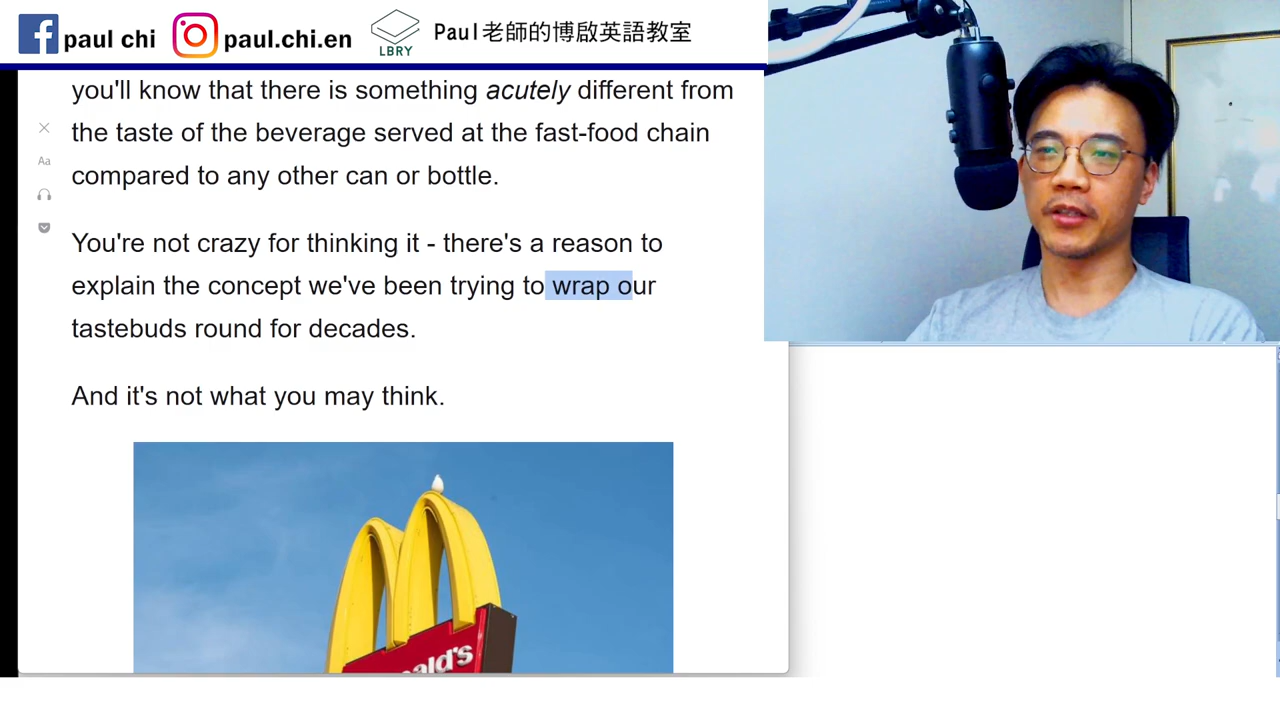 paul chi
paul.chi.en
LBRY
Paul老師的博啟英語教室
you'll know that there is something acutely different from
the taste of the beverage served at the fast-food chain
compared to any other can or bottle.
Aa
You're not crazy for thinking it - there's a reason to
explain the concept we've been trying to wrap our
tastebuds round for decades.
And it's not what you may think.
nald's